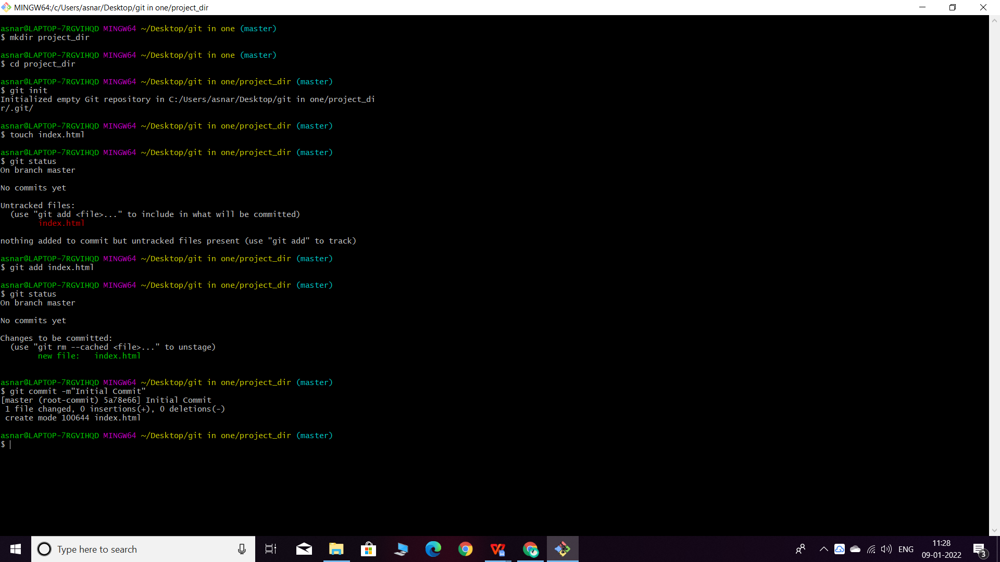 MINGW64:/c/Users/asnar/Desktop/git in one/project_dir
asnar@LAPTOP-7RGVIHQD MINGW64 ~/Desktop/git in one (master)
$ mkdir project_dir
asnar@LAPTOP-7RGVIHQD MINGW64 ~/Desktop/git in one (master)
$ cd project_dir
asnar@LAPTOP-7RGVIHQD MINGW64 ~/Desktop/git in one/project_dir (master)
$ git init
Initialized empty Git repository in C:/Users/asnar/Desktop/git in one/project_di
r/.git/
asnar@LAPTOP-7RGVIHQD MINGW64 ~/Desktop/git in one/project_dir (master)
$ touch index.html
asnar@LAPTOP-7RGVIHQD MINGW64 ~/Desktop/git in one/project_dir (master)
$ git status
On branch master
No commits yet
Untracked files:
  (use "git add <file>..." to include in what will be committed)
        index.html
nothing added to commit but untracked files present (use "git add" to track)
asnar@LAPTOP-7RGVIHQD MINGW64 ~/Desktop/git in one/project_dir (master)
$ git add index.html
asnar@LAPTOP-7RGVIHQD MINGW64 ~/Desktop/git in one/project_dir (master)
$ git status
On branch master
No commits yet
Changes to be committed:
  (use "git rm --cached <file>..." to unstage)
        new file:   index.html
asnar@LAPTOP-7RGVIHQD MINGW64 ~/Desktop/git in one/project_dir (master)
$ git commit -m"Initial Commit"
[master (root-commit) 5a78e66] Initial Commit
 1 file changed, 0 insertions(+), 0 deletions(-)
 create mode 100644 index.html
asnar@LAPTOP-7RGVIHQD MINGW64 ~/Desktop/git in one/project_dir (master)
$
Type here to search
ENG
11:28
09-01-2022
3